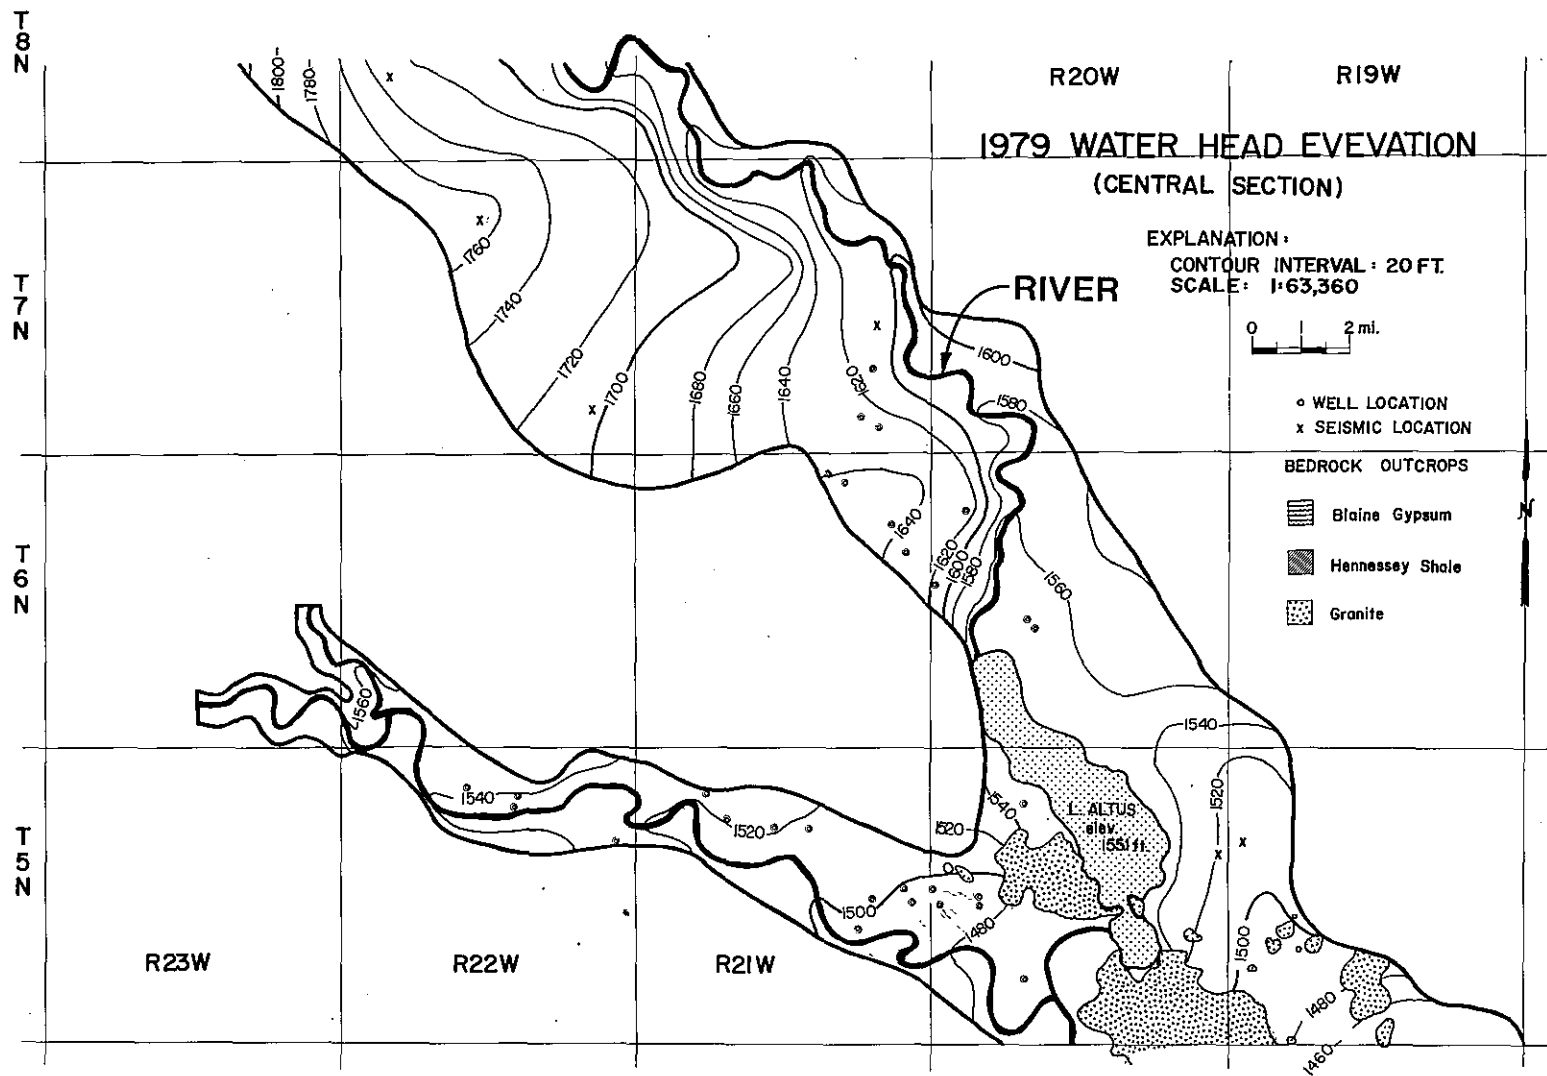 T
8
N
R20W
R19W
1979 WATER HEAD EVEVATION
(CENTRAL SECTION)
EXPLANATION:
CONTOUR INTERVAL: 20 FT.
SCALE: 1:63,360
0 1 2 mi.
RIVER
WELL LOCATION
x SEISMIC LOCATION
BEDROCK OUTCROPS
Blaine Gypsum
Hennessey Shale
Granite
N
T
7
N
T
6
N
T
5
N
1800
1780
1760
1740
1720
1700
1680
1660
1640
1620
1600
1580
1640
1620
1600
1580
1560
1540
1520
1560
1540
1520
1540
1520
L. ALTUS
elev.
1551 ft.
1500
1480
1500
1480
1460
R23W
R22W
R21W